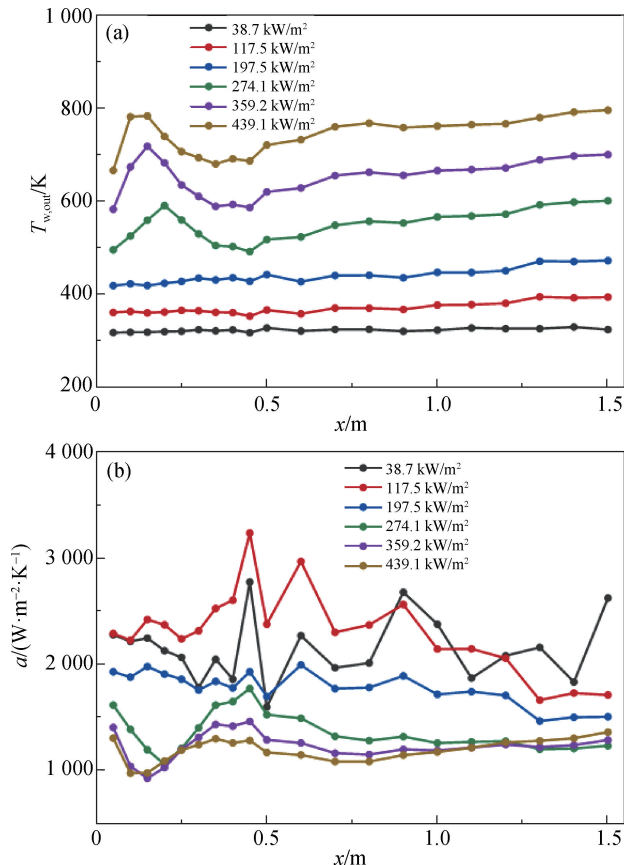 (a)
38.7 kW/m²
117.5 kW/m²
197.5 kW/m²
274.1 kW/m²
359.2 kW/m²
439.1 kW/m²
1 000
800
600
400
200
T_w,out/K
0
0.5
1.0
1.5
x/m
(b)
38.7 kW/m²
117.5 kW/m²
197.5 kW/m²
274.1 kW/m²
359.2 kW/m²
439.1 kW/m²
4 000
3 000
2 000
1 000
a/(W·m⁻²·K⁻¹)
0
0.5
1.0
1.5
x/m